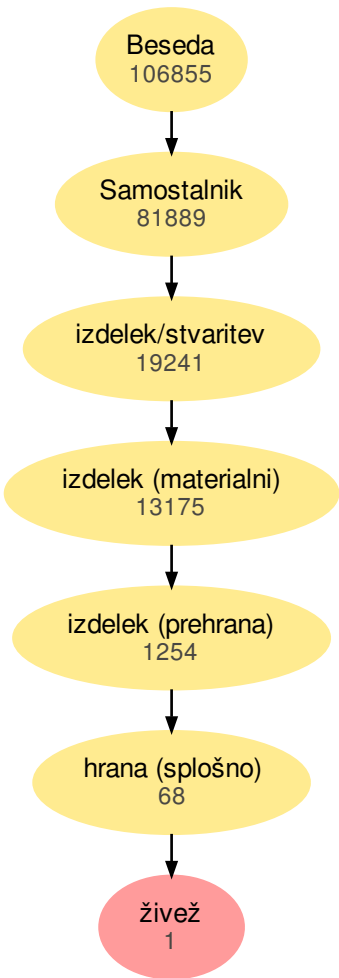 Beseda
106855
Samostalnik
81889
izdelek/stvaritev
19241
izdelek (materialni)
13175
izdelek (prehrana)
1254
hrana (splošno)
68
živež
1